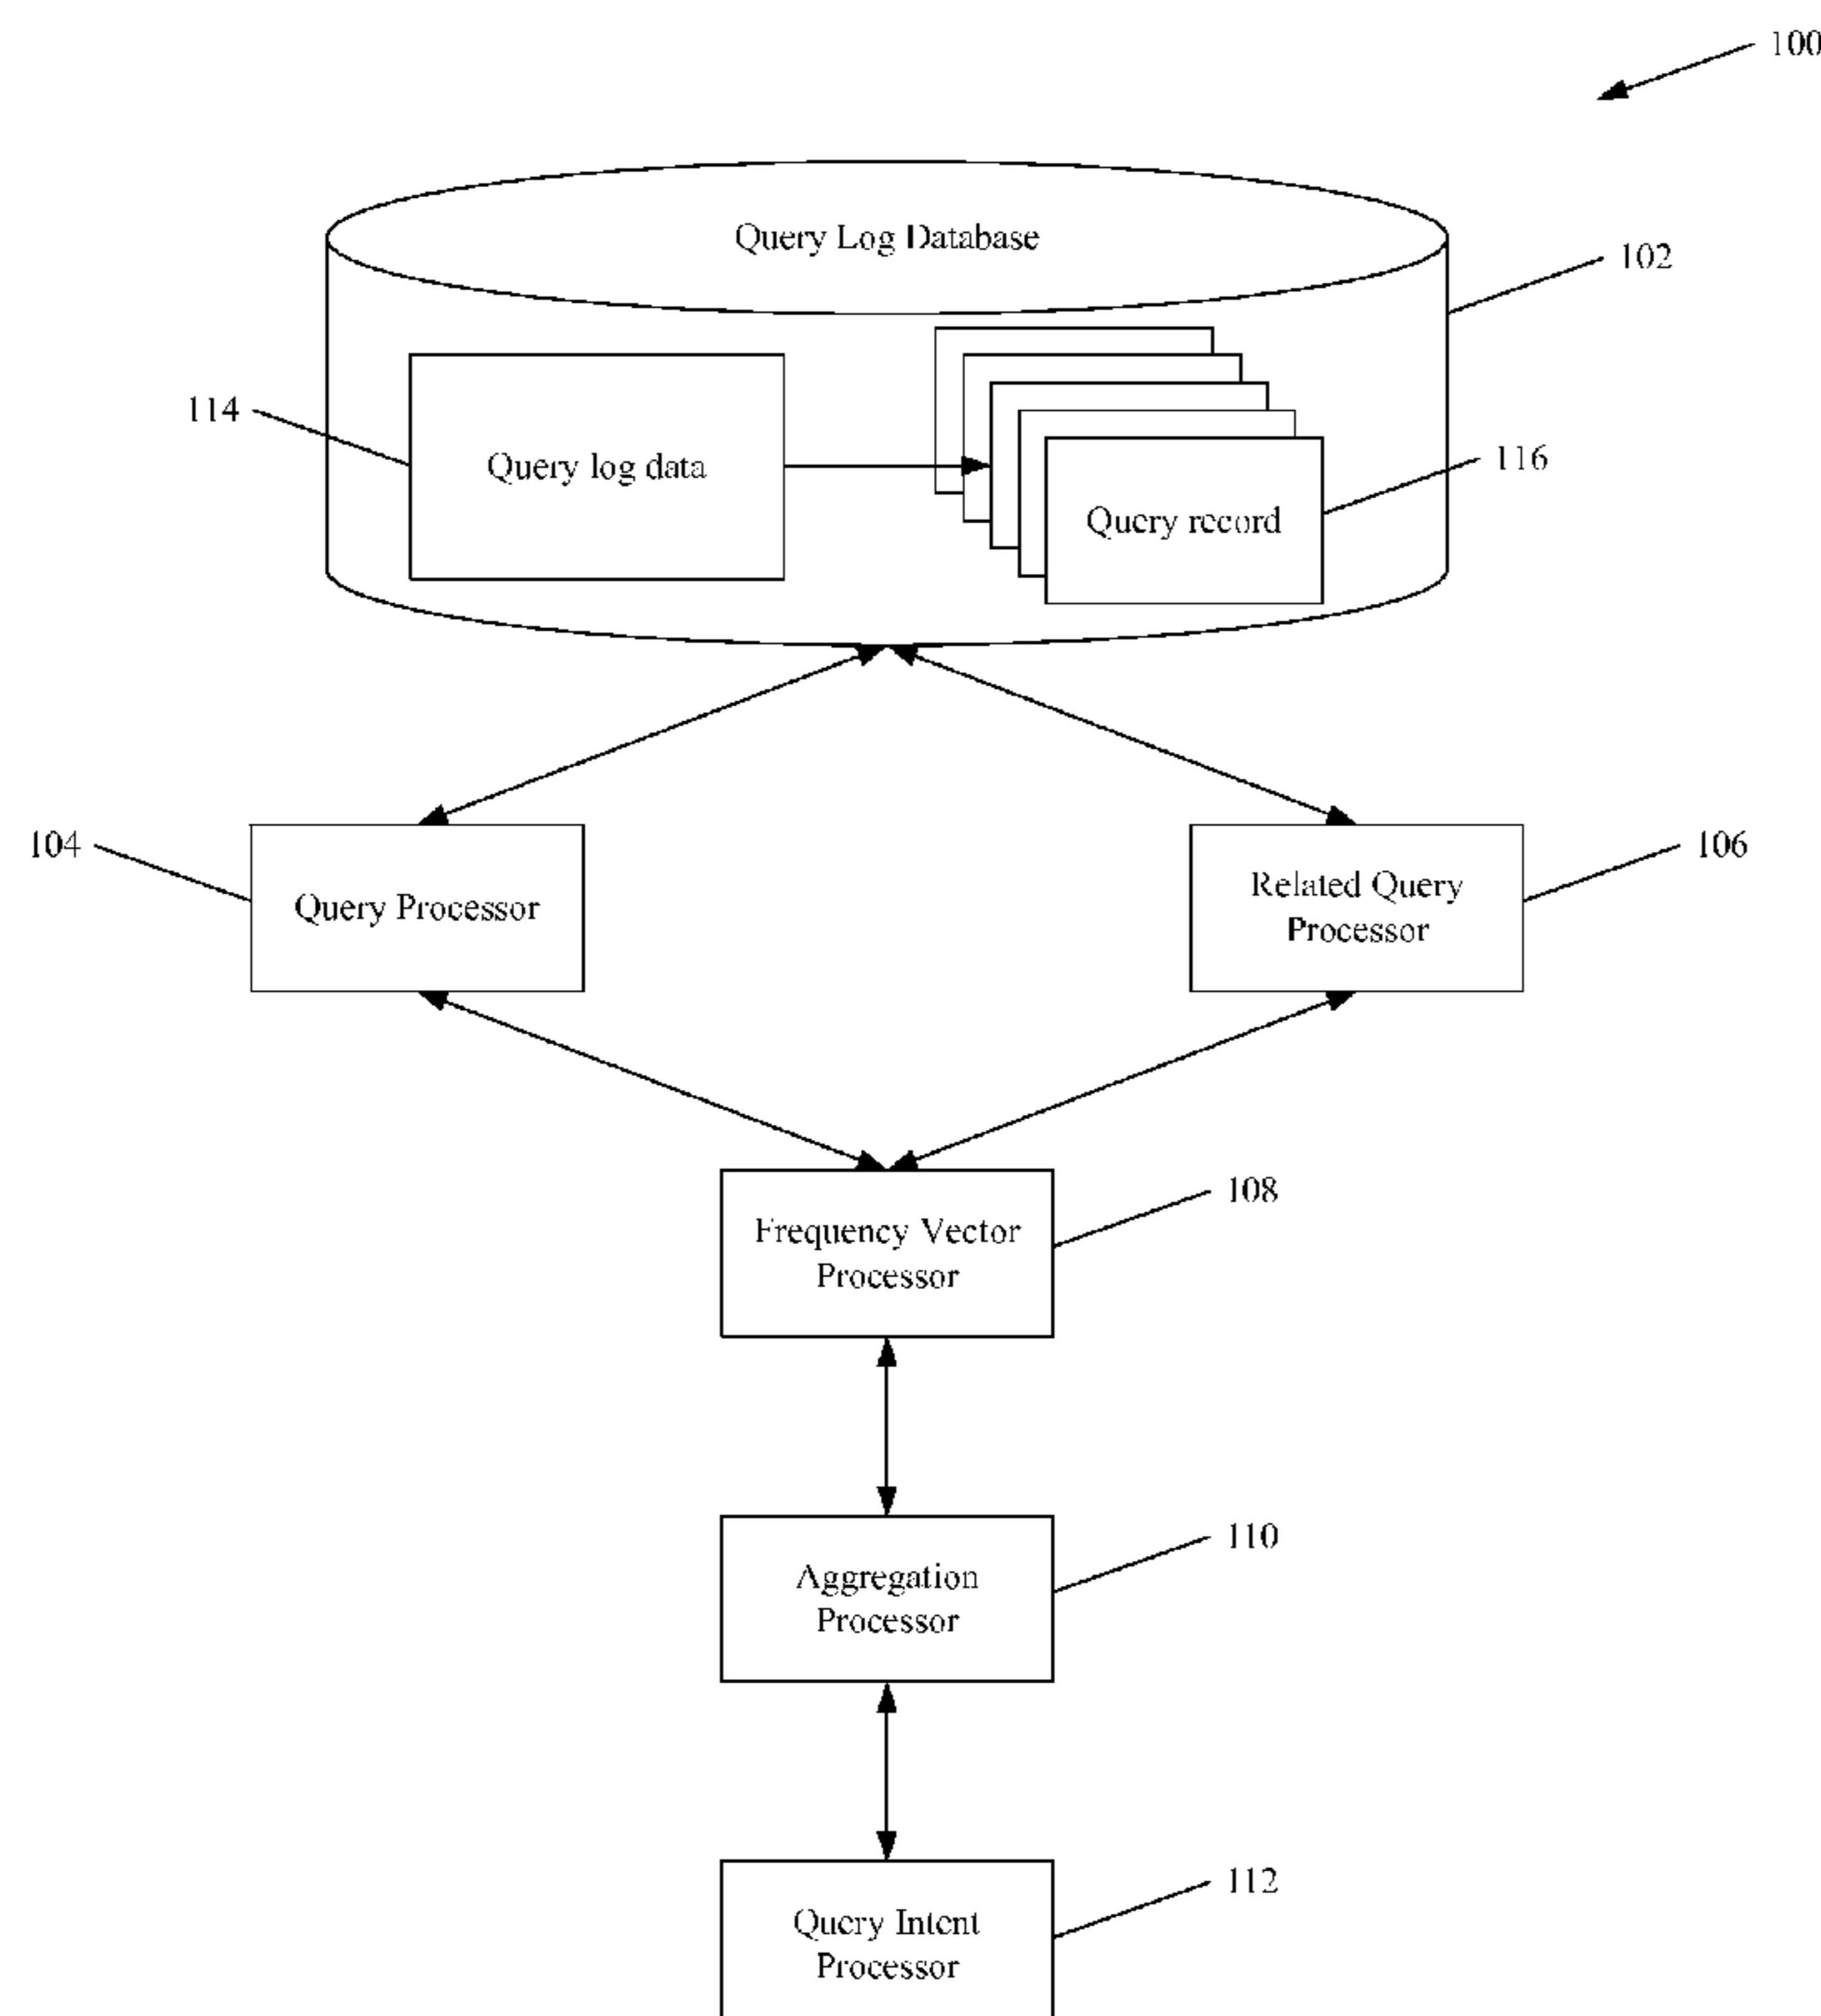 100
Query Log Database
102
114
Query log data
116
Query record
104
Query Processor
Related Query
Processor
106
Frequency Vector
Processor
108
Aggregation
Processor
110
Query Intent
Processor
112